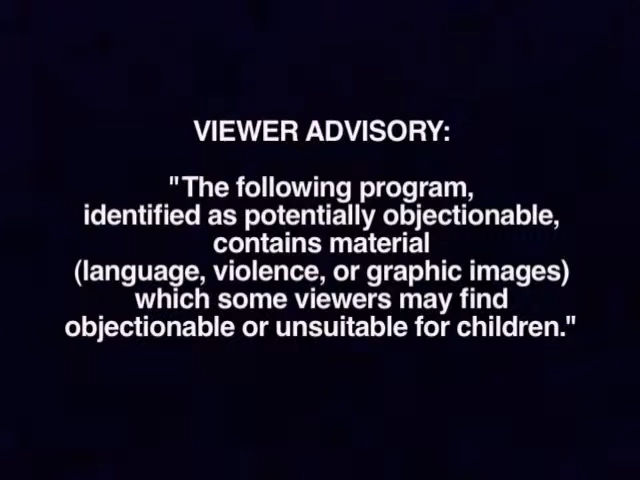 VIEWER ADVISORY:
"The following program,
identified as potentially objectionable,
contains material
(language, violence, or graphic images)
which some viewers may find
objectionable or unsuitable for children."